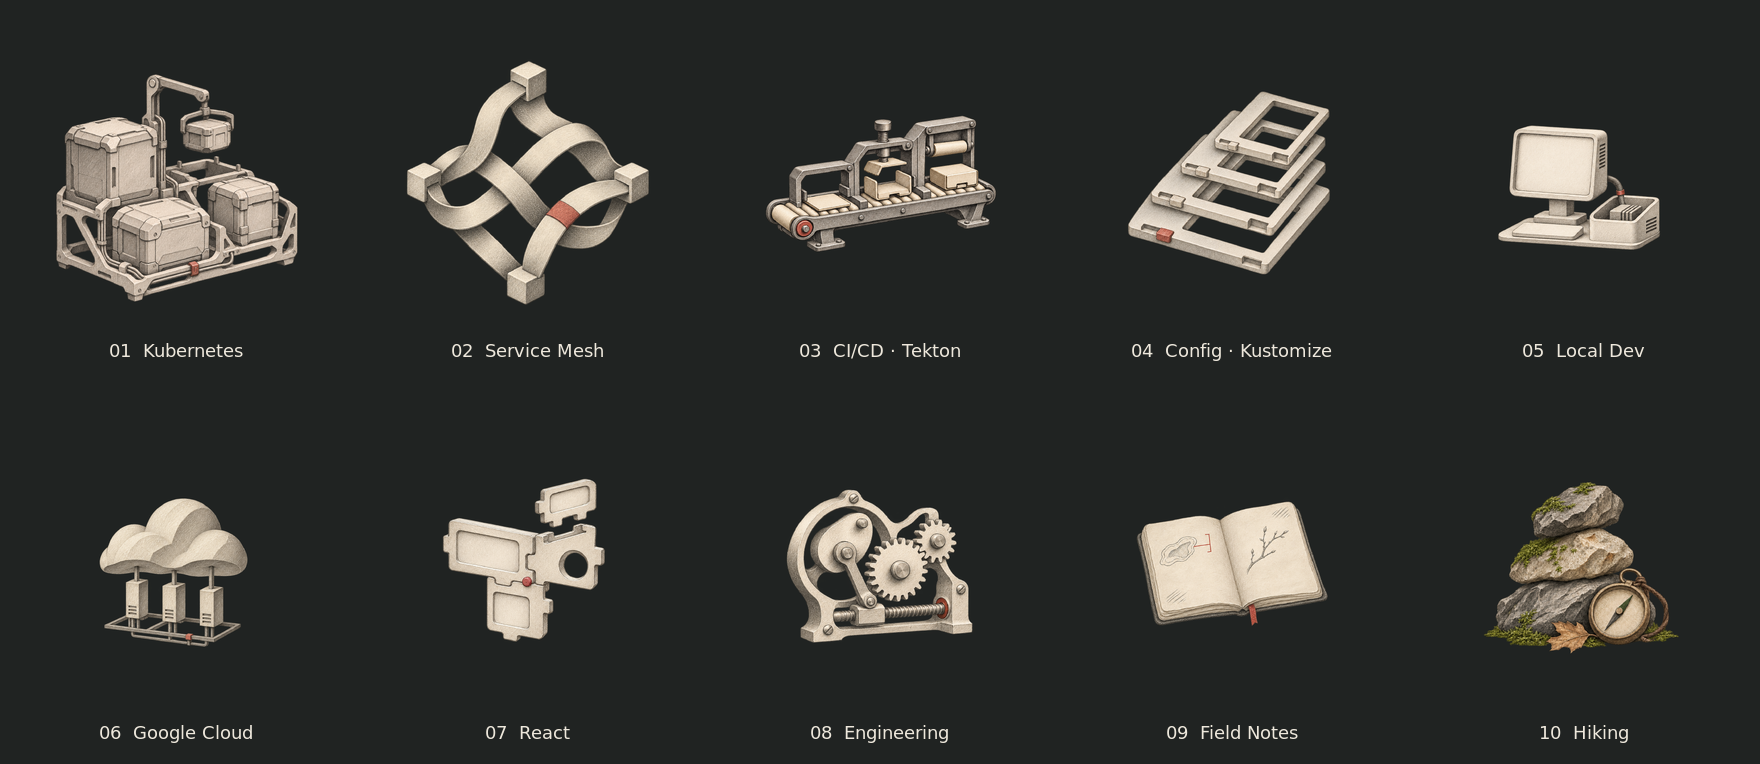 01 Kubernetes
02 Service Mesh
03 CI/CD · Tekton
04 Config · Kustomize
05 Local Dev
06 Google Cloud
07 React
08 Engineering
09 Field Notes
10 Hiking